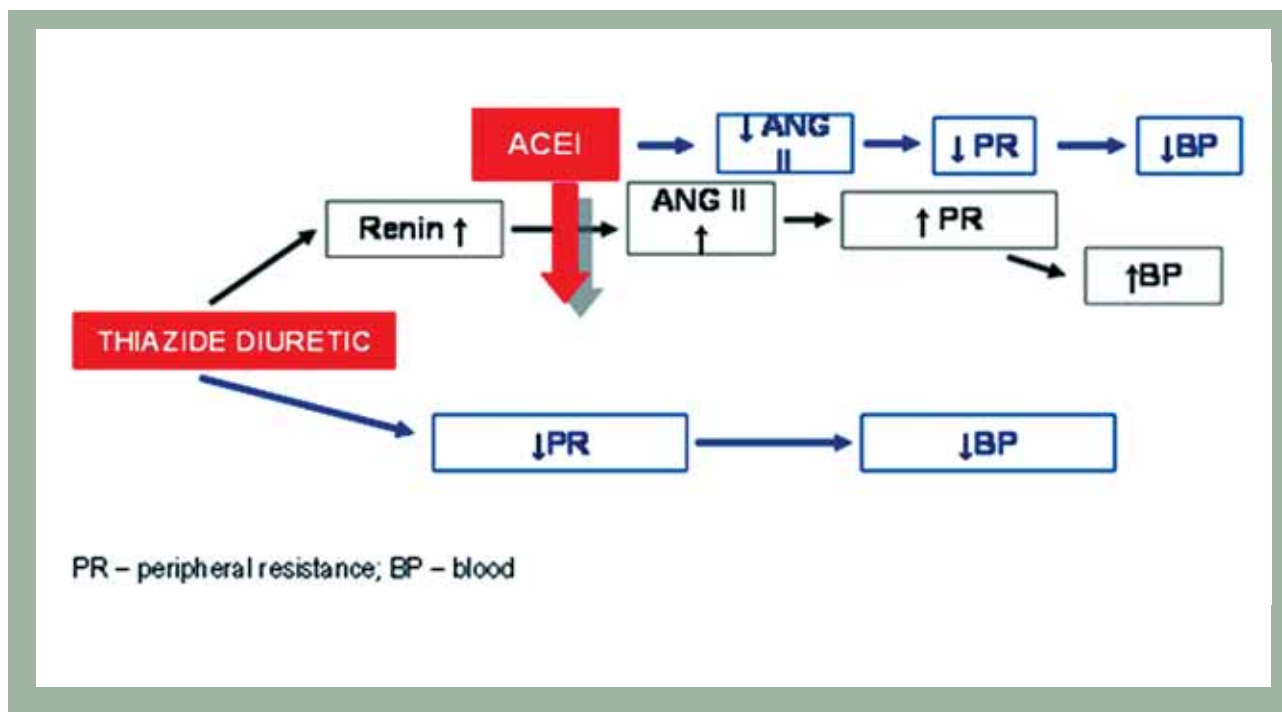 ACEI
↓ ANG
II
↓ PR
↓BP
Renin ↑
ANG II
↑
↑ PR
↑BP
THIAZIDE DIURETIC
↓PR
↓BP
PR – peripheral resistance; BP – blood